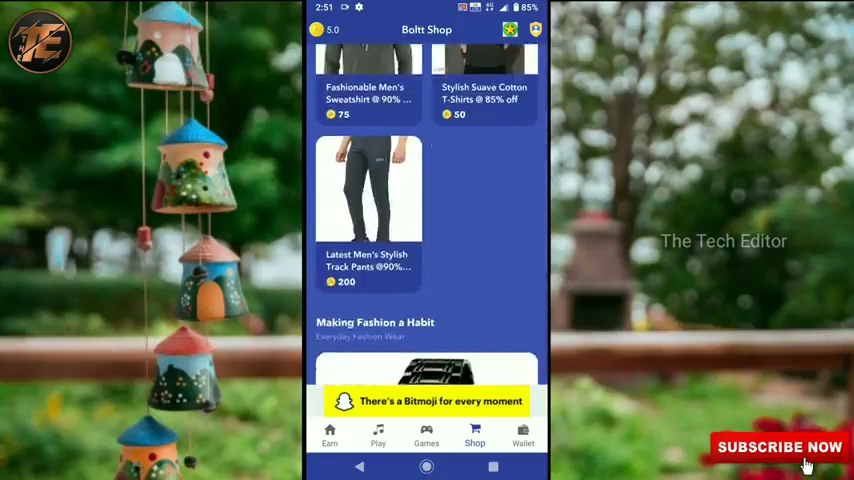 2:51
85%
5.0
Boltt Shop
Fashionable Men's
Sweatshirt @ 90% ...
75
Stylish Suave Cotton
T-Shirts @ 85% off
50
Latest Men's Stylish
Track Pants @90%...
200
Making Fashion a Habit
Everyday Fashion Wear
There's a Bitmoji for every moment
Earn
Play
Games
Shop
Wallet
The Tech Editor
SUBSCRIBE NOW